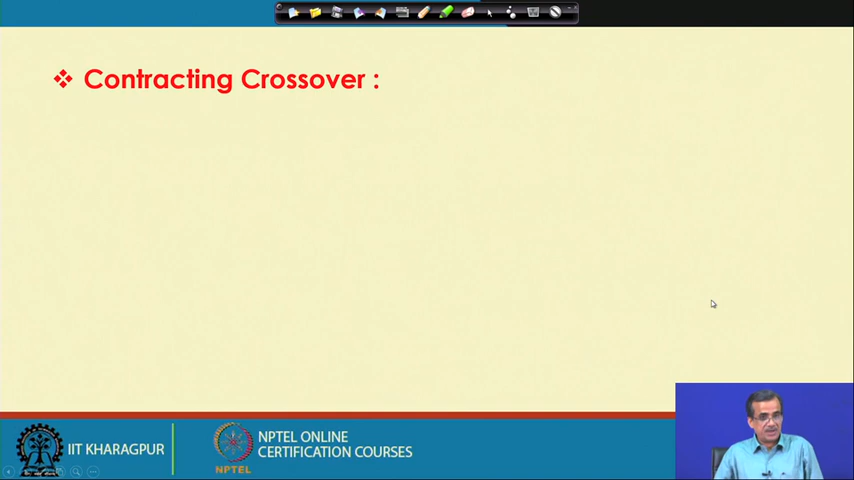 Contracting Crossover :
IIT KHARAGPUR
NPTEL
NPTEL ONLINE
CERTIFICATION COURSES